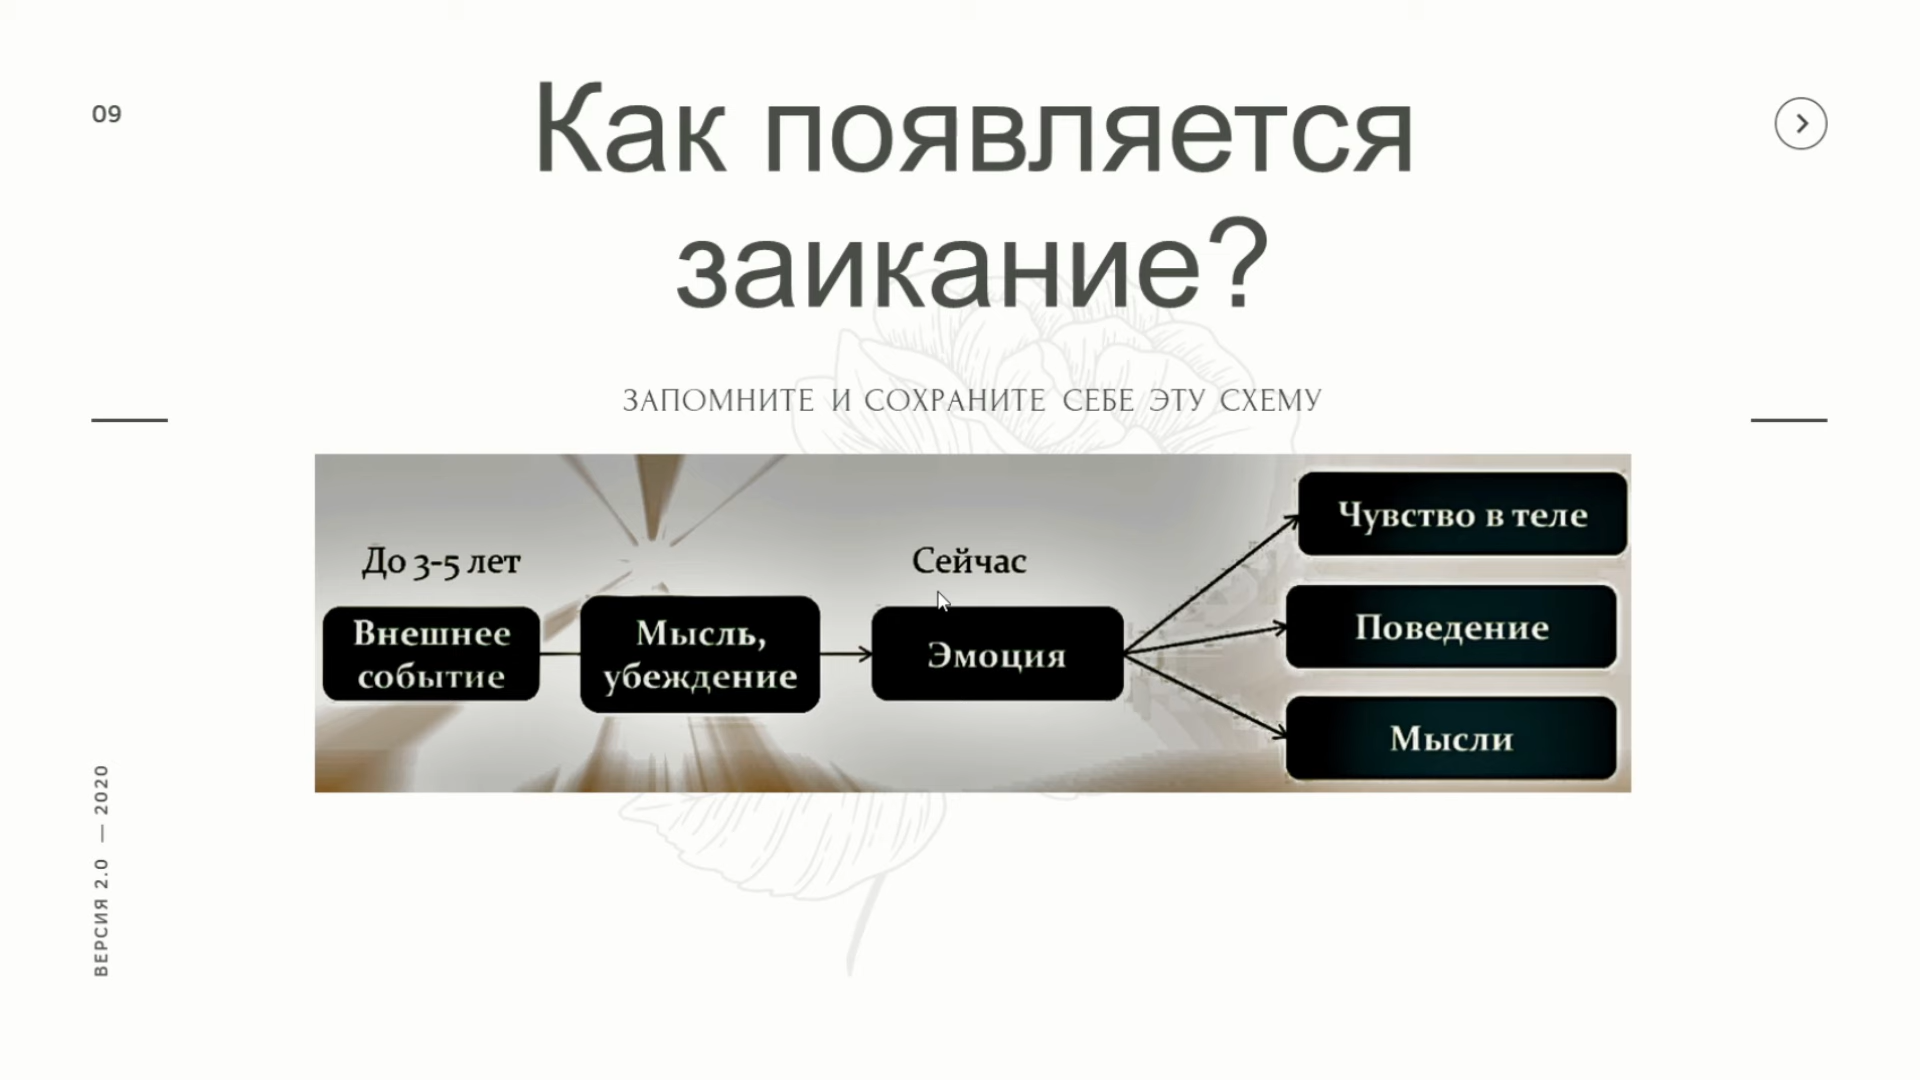 09
Как появляется
заикание?
ЗАПОМНИТЕ И СОХРАНИТЕ СЕБЕ ЭТУ СХЕМУ
До 3-5 лет
Сейчас
Внешнее
событие
Мысль,
убеждение
Эмоция
Чувство в теле
Поведение
Мысли
ВЕРСИЯ 2.0 — 2020